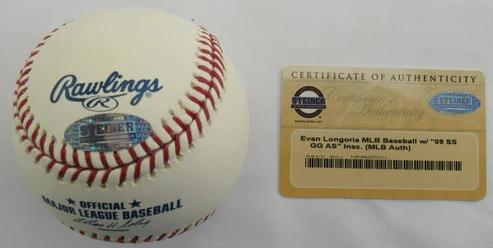 Rawlings
R
STEINER
OFFICIAL
MAJOR LEAGUE BASEBALL
CERTIFICATE OF AUTHENTICITY
STEINER
Certificate of
Authenticity
STEINER
Evan Longoria MLB Baseball w/ "09 SS
GG AS" Insc. (MLB Auth)